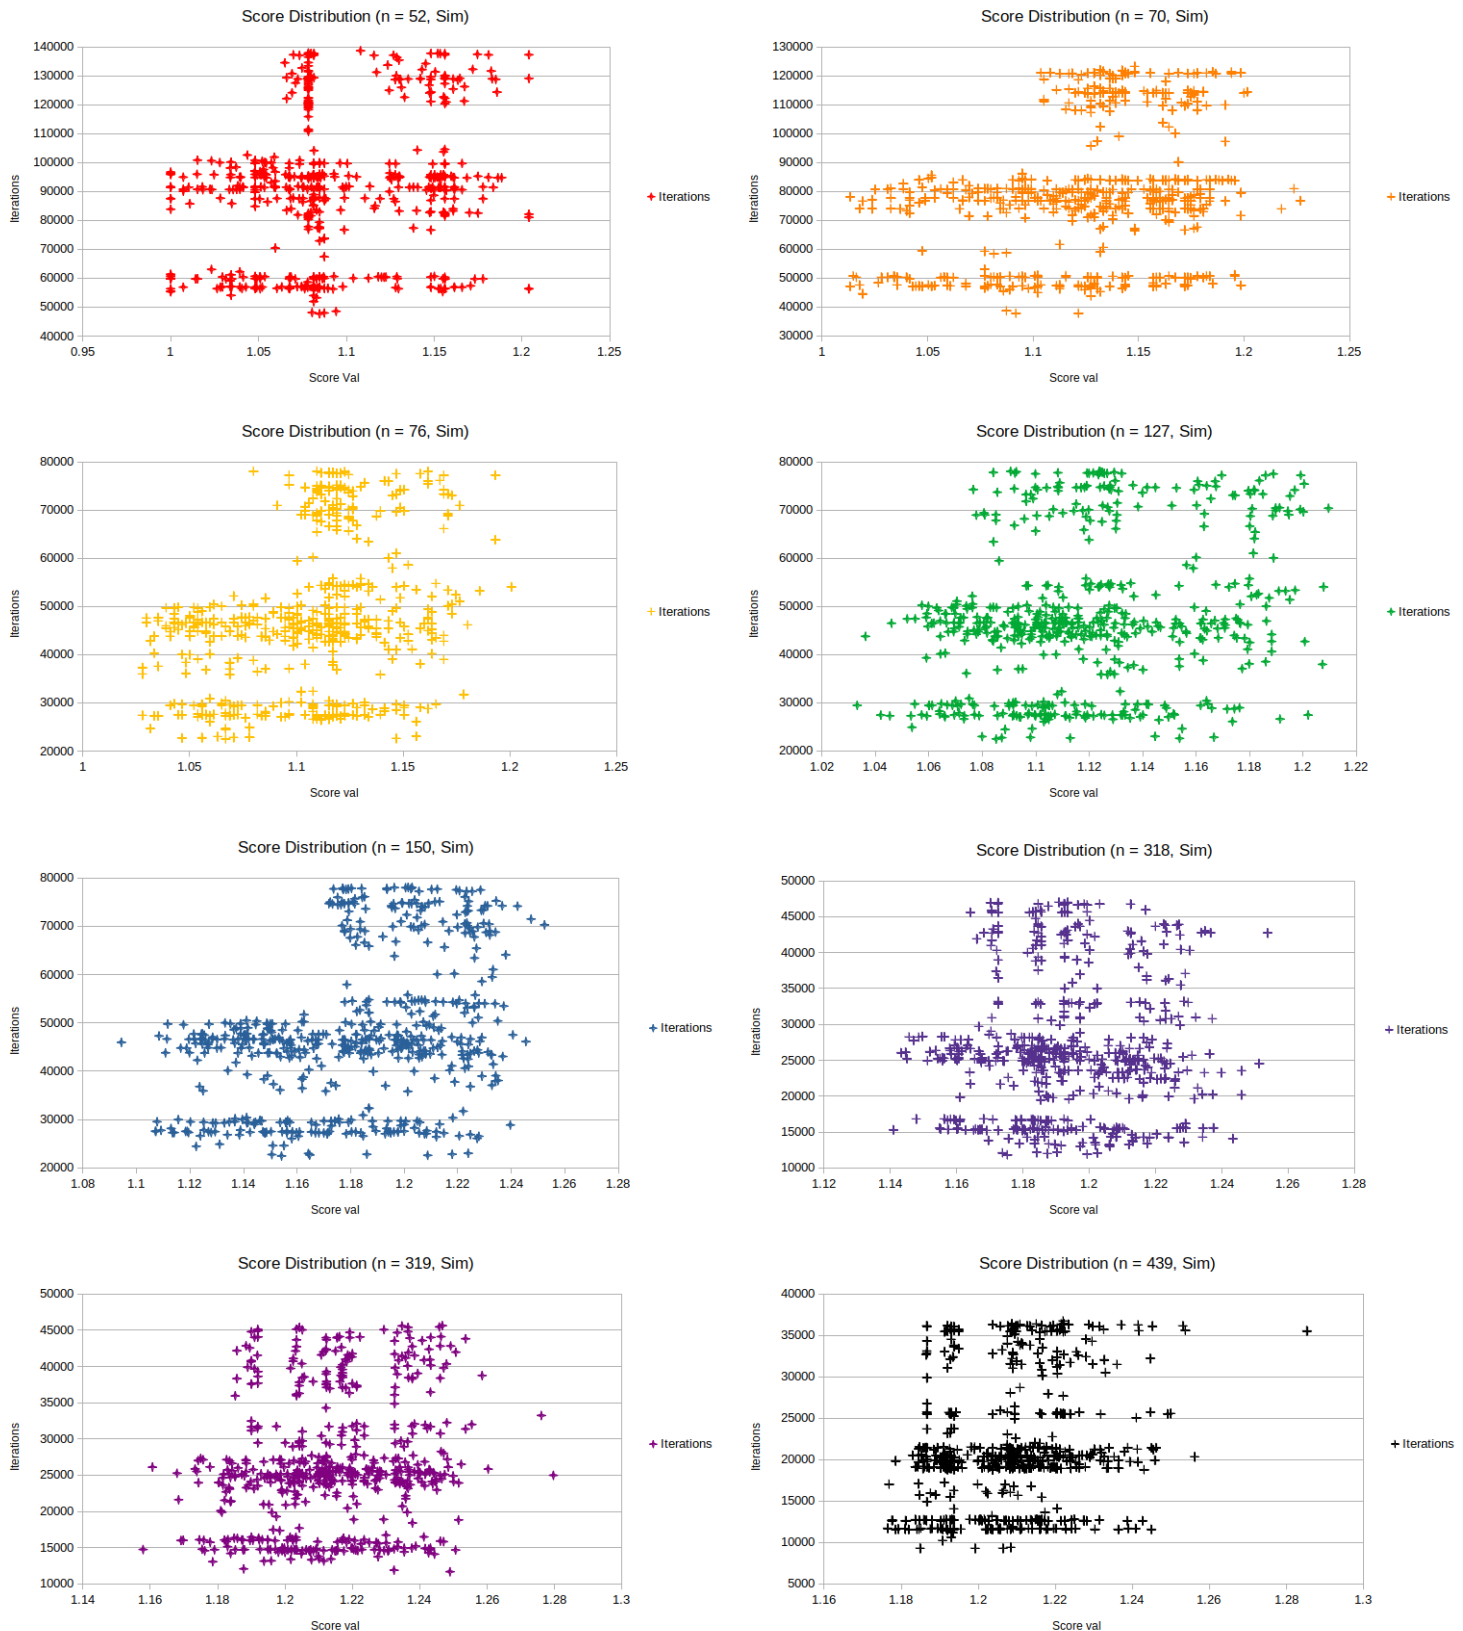 Score Distribution (n = 52, Sim)
140000
130000
120000
110000
100000
90000
80000
70000
60000
50000
40000
0.95 1 1.05 1.1 1.15 1.2 1.25
Score Val
Iterations
Iterations
Score Distribution (n = 70, Sim)
130000
120000
110000
100000
90000
80000
70000
60000
50000
40000
30000
1 1.05 1.1 1.15 1.2 1.25
Score val
Iterations
Iterations
Score Distribution (n = 76, Sim)
80000
70000
60000
50000
40000
30000
20000
1 1.05 1.1 1.15 1.2 1.25
Score val
Iterations
Iterations
Score Distribution (n = 127, Sim)
80000
70000
60000
50000
40000
30000
20000
1.02 1.04 1.06 1.08 1.1 1.12 1.14 1.16 1.18 1.2 1.22
Score val
Iterations
Iterations
Score Distribution (n = 150, Sim)
80000
70000
60000
50000
40000
30000
20000
1.08 1.1 1.12 1.14 1.16 1.18 1.2 1.22 1.24 1.26 1.28
Score val
Iterations
Iterations
Score Distribution (n = 318, Sim)
50000
45000
40000
35000
30000
25000
20000
15000
10000
1.12 1.14 1.16 1.18 1.2 1.22 1.24 1.26 1.28
Score val
Iterations
Iterations
Score Distribution (n = 319, Sim)
50000
45000
40000
35000
30000
25000
20000
15000
10000
1.14 1.16 1.18 1.2 1.22 1.24 1.26 1.28 1.3
Score val
Iterations
Iterations
Score Distribution (n = 439, Sim)
40000
35000
30000
25000
20000
15000
10000
5000
1.16 1.18 1.2 1.22 1.24 1.26 1.28 1.3
Score val
Iterations
Iterations